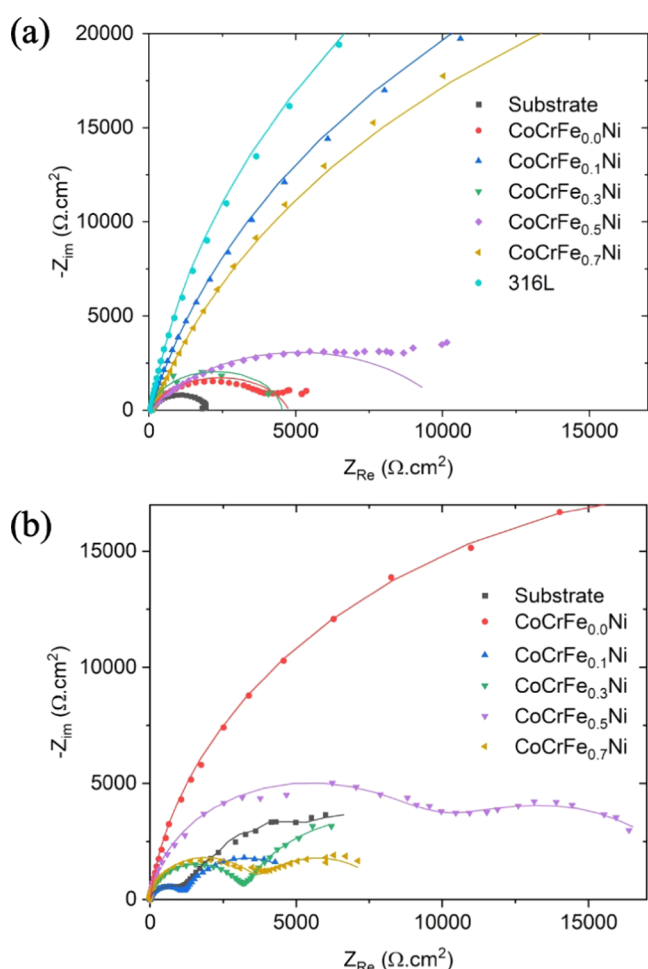 (a)
20000
15000
10000
5000
0
-Z_im (Ω.cm²)
Substrate
CoCrFe₀.₀Ni
CoCrFe₀.₁Ni
CoCrFe₀.₃Ni
CoCrFe₀.₅Ni
CoCrFe₀.₇Ni
316L
0 5000 10000 15000
Z_Re (Ω.cm²)
(b)
15000
10000
5000
0
-Z_im (Ω.cm²)
Substrate
CoCrFe₀.₀Ni
CoCrFe₀.₁Ni
CoCrFe₀.₃Ni
CoCrFe₀.₅Ni
CoCrFe₀.₇Ni
0 5000 10000 15000
Z_Re (Ω.cm²)